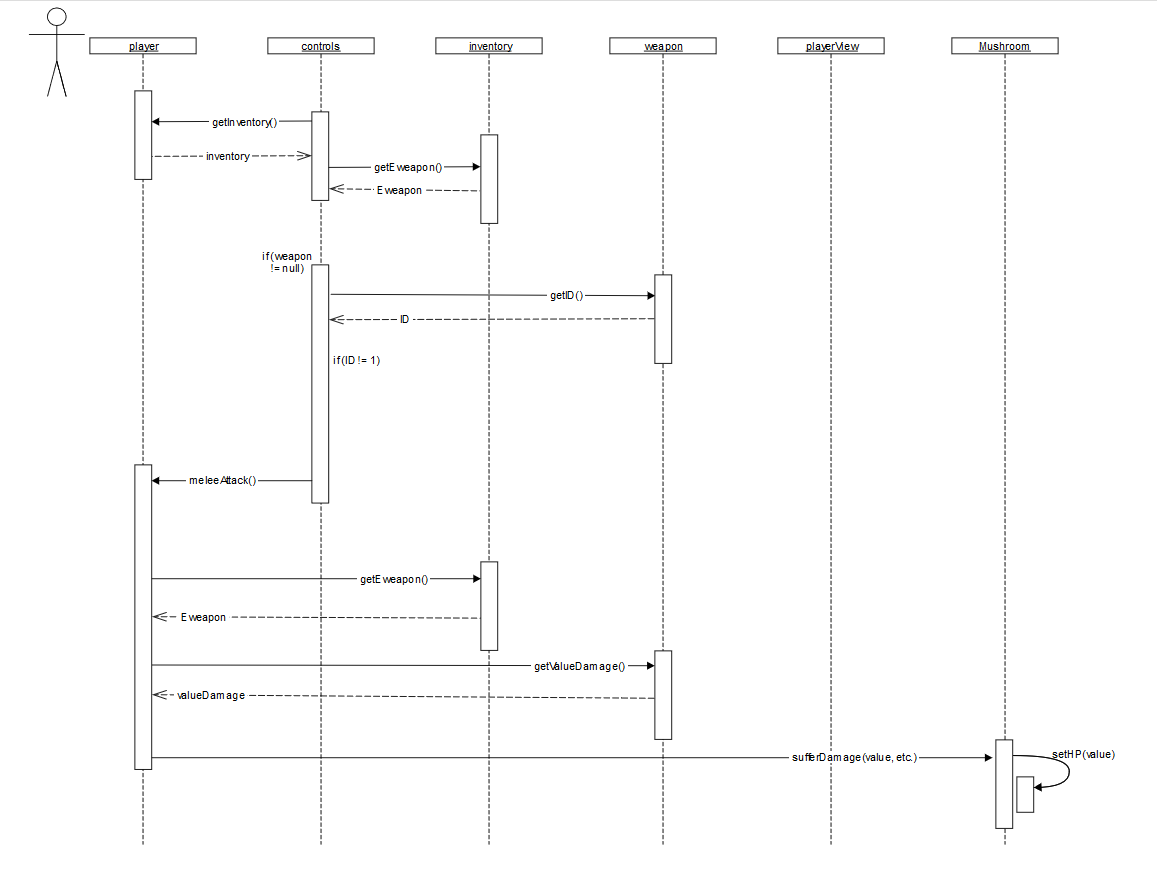 player
controls
inventory
weapon
playerView
Mushroom
getInventory()
inventory
getEweapon()
Eweapon
if(weapon
!= null)
getID()
ID
if(ID != 1)
meleeAttack()
getEweapon()
Eweapon
getValueDamage()
valueDamage
sufferDamage(value, etc.)
setHP(value)